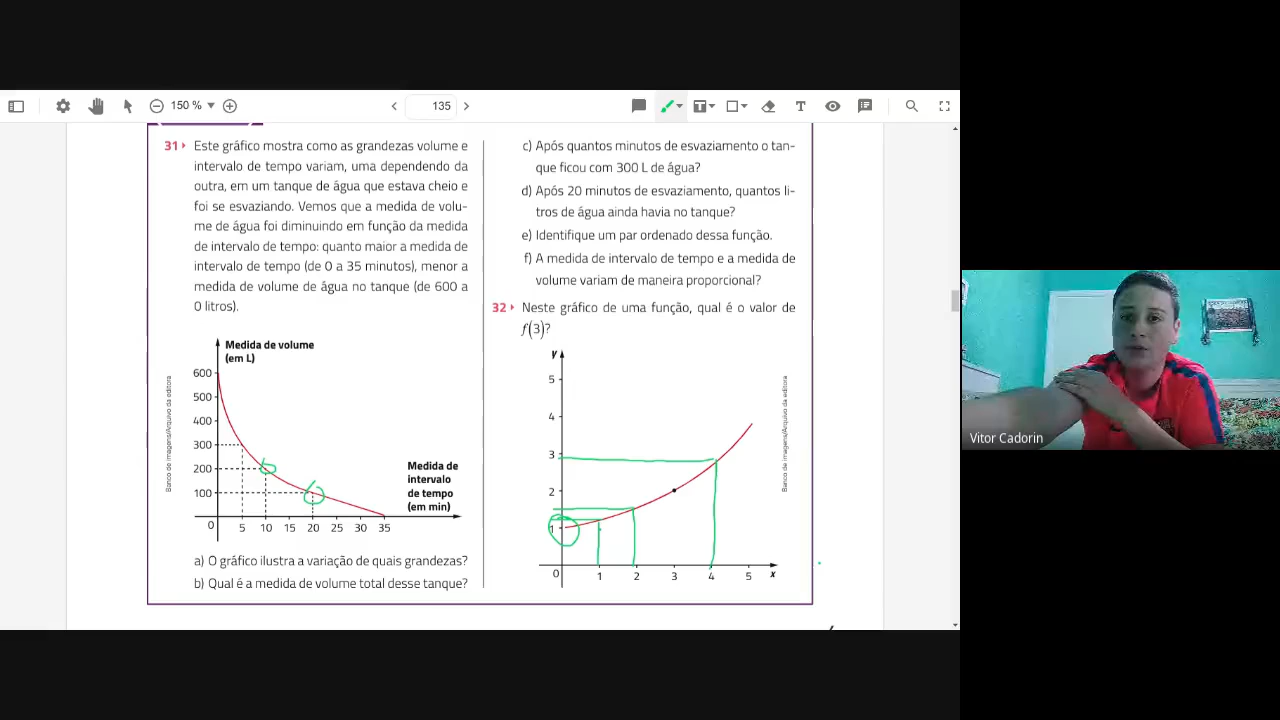 150 %
135
31 Este gráfico mostra como as grandezas volume e
intervalo de tempo variam, uma dependendo da
outra, em um tanque de água que estava cheio e
foi se esvaziando. Vemos que a medida de volu-
me de água foi diminuindo em função da medida
de intervalo de tempo: quanto maior a medida de
intervalo de tempo (de 0 a 35 minutos), menor a
medida de volume de água no tanque (de 600 a
0 litros).
Medida de volume
(em L)
600
500
400
300
200
100
0 5 10 15 20 25 30 35
Medida de
intervalo
de tempo
(em min)
Banco de imagens/Arquivo da editora
a) O gráfico ilustra a variação de quais grandezas?
b) Qual é a medida de volume total desse tanque?
c) Após quantos minutos de esvaziamento o tan-
que ficou com 300 L de água?
d) Após 20 minutos de esvaziamento, quantos li-
tros de água ainda havia no tanque?
e) Identifique um par ordenado dessa função.
f) A medida de intervalo de tempo e a medida de
volume variam de maneira proporcional?
32 Neste gráfico de uma função, qual é o valor de
f(3)?
y
5
4
3
2
1
0 1 2 3 4 5 x
Banco de imagens/Arquivo da editora
Vitor Cadorin